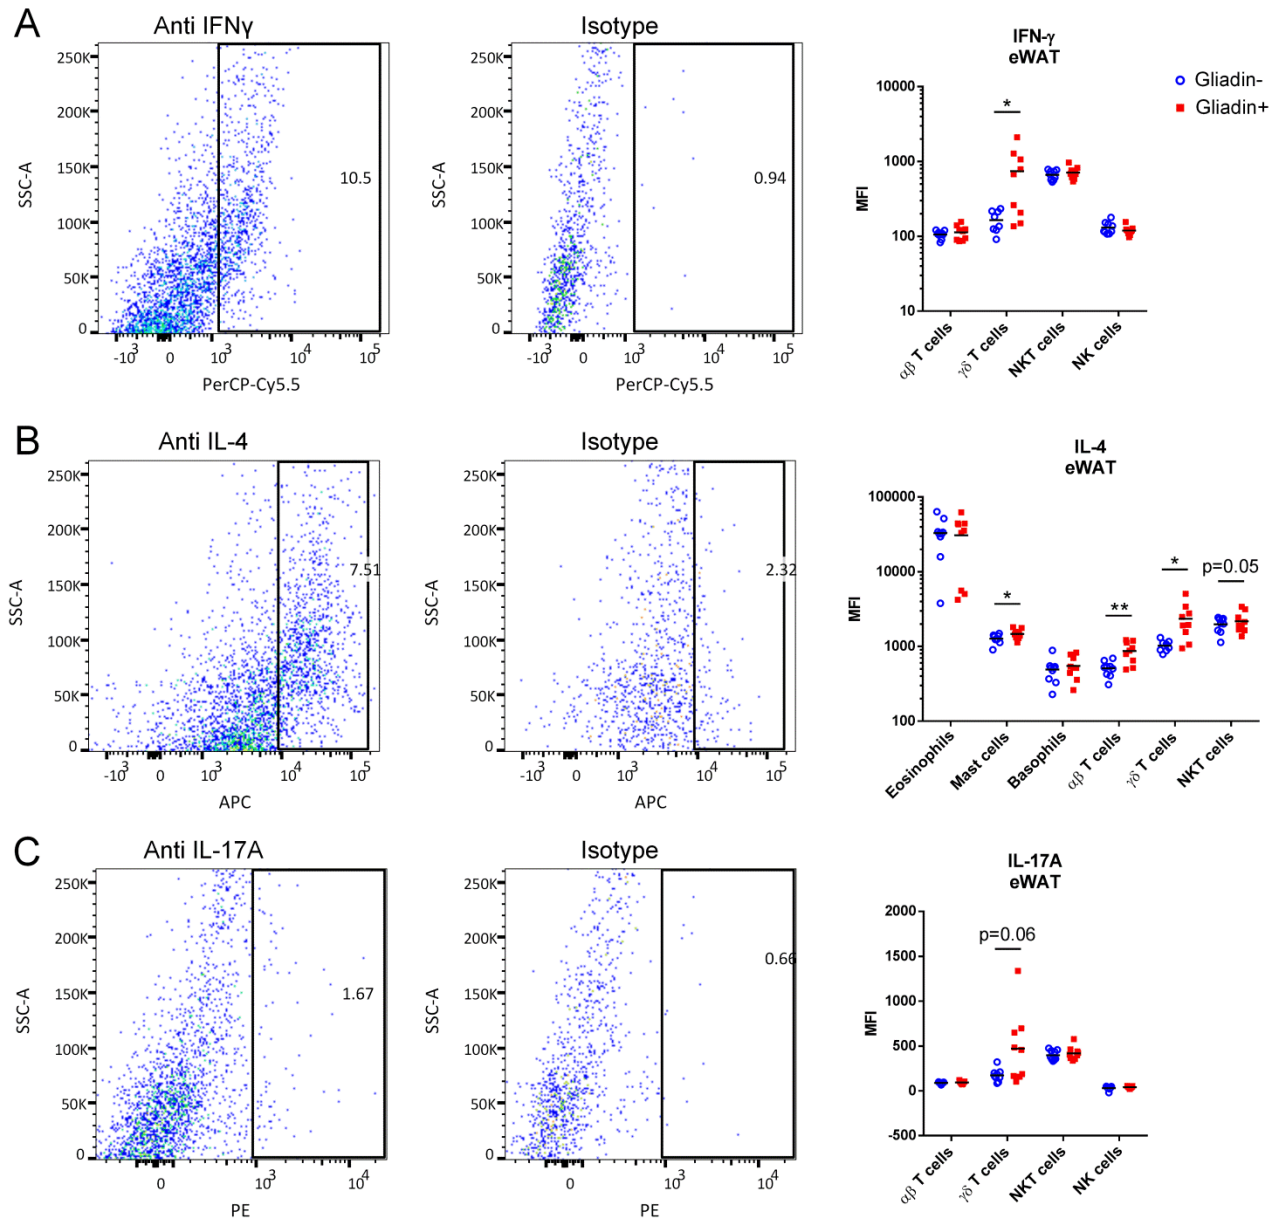 A
Anti IFNγ
Isotype
IFN-γ
eWAT
Gliadin-
Gliadin+
250K
200K
150K
100K
50K
0
SSC-A
10.5
-10³ 0 10³ 10⁴ 10⁵
PerCP-Cy5.5
250K
200K
150K
100K
50K
0
SSC-A
0.94
-10³ 0 10³ 10⁴ 10⁵
PerCP-Cy5.5
10000
1000
100
10
MFI
*
αβ T cells
γδ T cells
NKT cells
NK cells
B
Anti IL-4
Isotype
IL-4
eWAT
250K
200K
150K
100K
50K
0
SSC-A
7.51
-10³ 0 10³ 10⁴ 10⁵
APC
250K
200K
150K
100K
50K
0
SSC-A
2.32
-10³ 0 10³ 10⁴ 10⁵
APC
100000
10000
1000
100
MFI
*
**
*
p=0.05
Eosinophils
Mast cells
Basophils
αβ T cells
γδ T cells
NKT cells
C
Anti IL-17A
Isotype
IL-17A
eWAT
250K
200K
150K
100K
50K
0
SSC-A
1.67
0 10³ 10⁴
PE
250K
200K
150K
100K
50K
0
SSC-A
0.66
0 10³ 10⁴
PE
2000
1500
1000
500
0
-500
MFI
p=0.06
αβ T cells
γδ T cells
NKT cells
NK cells